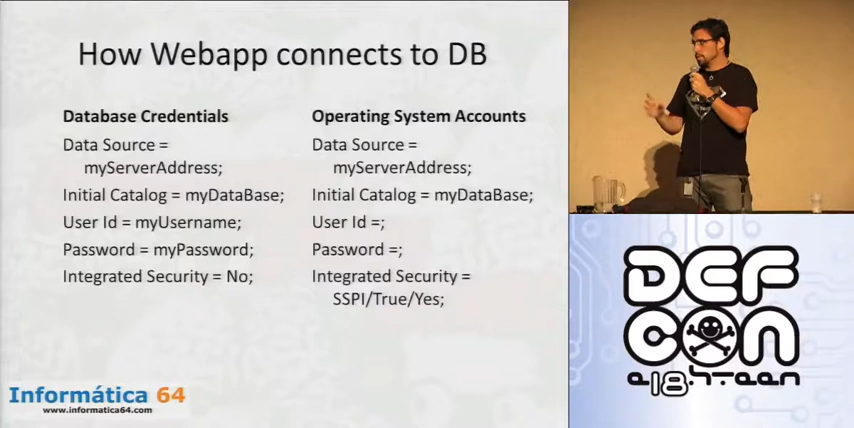 How Webapp connects to DB
Database Credentials
Data Source =
myServerAddress;
Initial Catalog = myDataBase;
User Id = myUsername;
Password = myPassword;
Integrated Security = No;
Operating System Accounts
Data Source =
myServerAddress;
Initial Catalog = myDataBase;
User Id =;
Password =;
Integrated Security =
SSPI/True/Yes;
Informática 64
www.informatica64.com
DEF
CON
e18h.teen